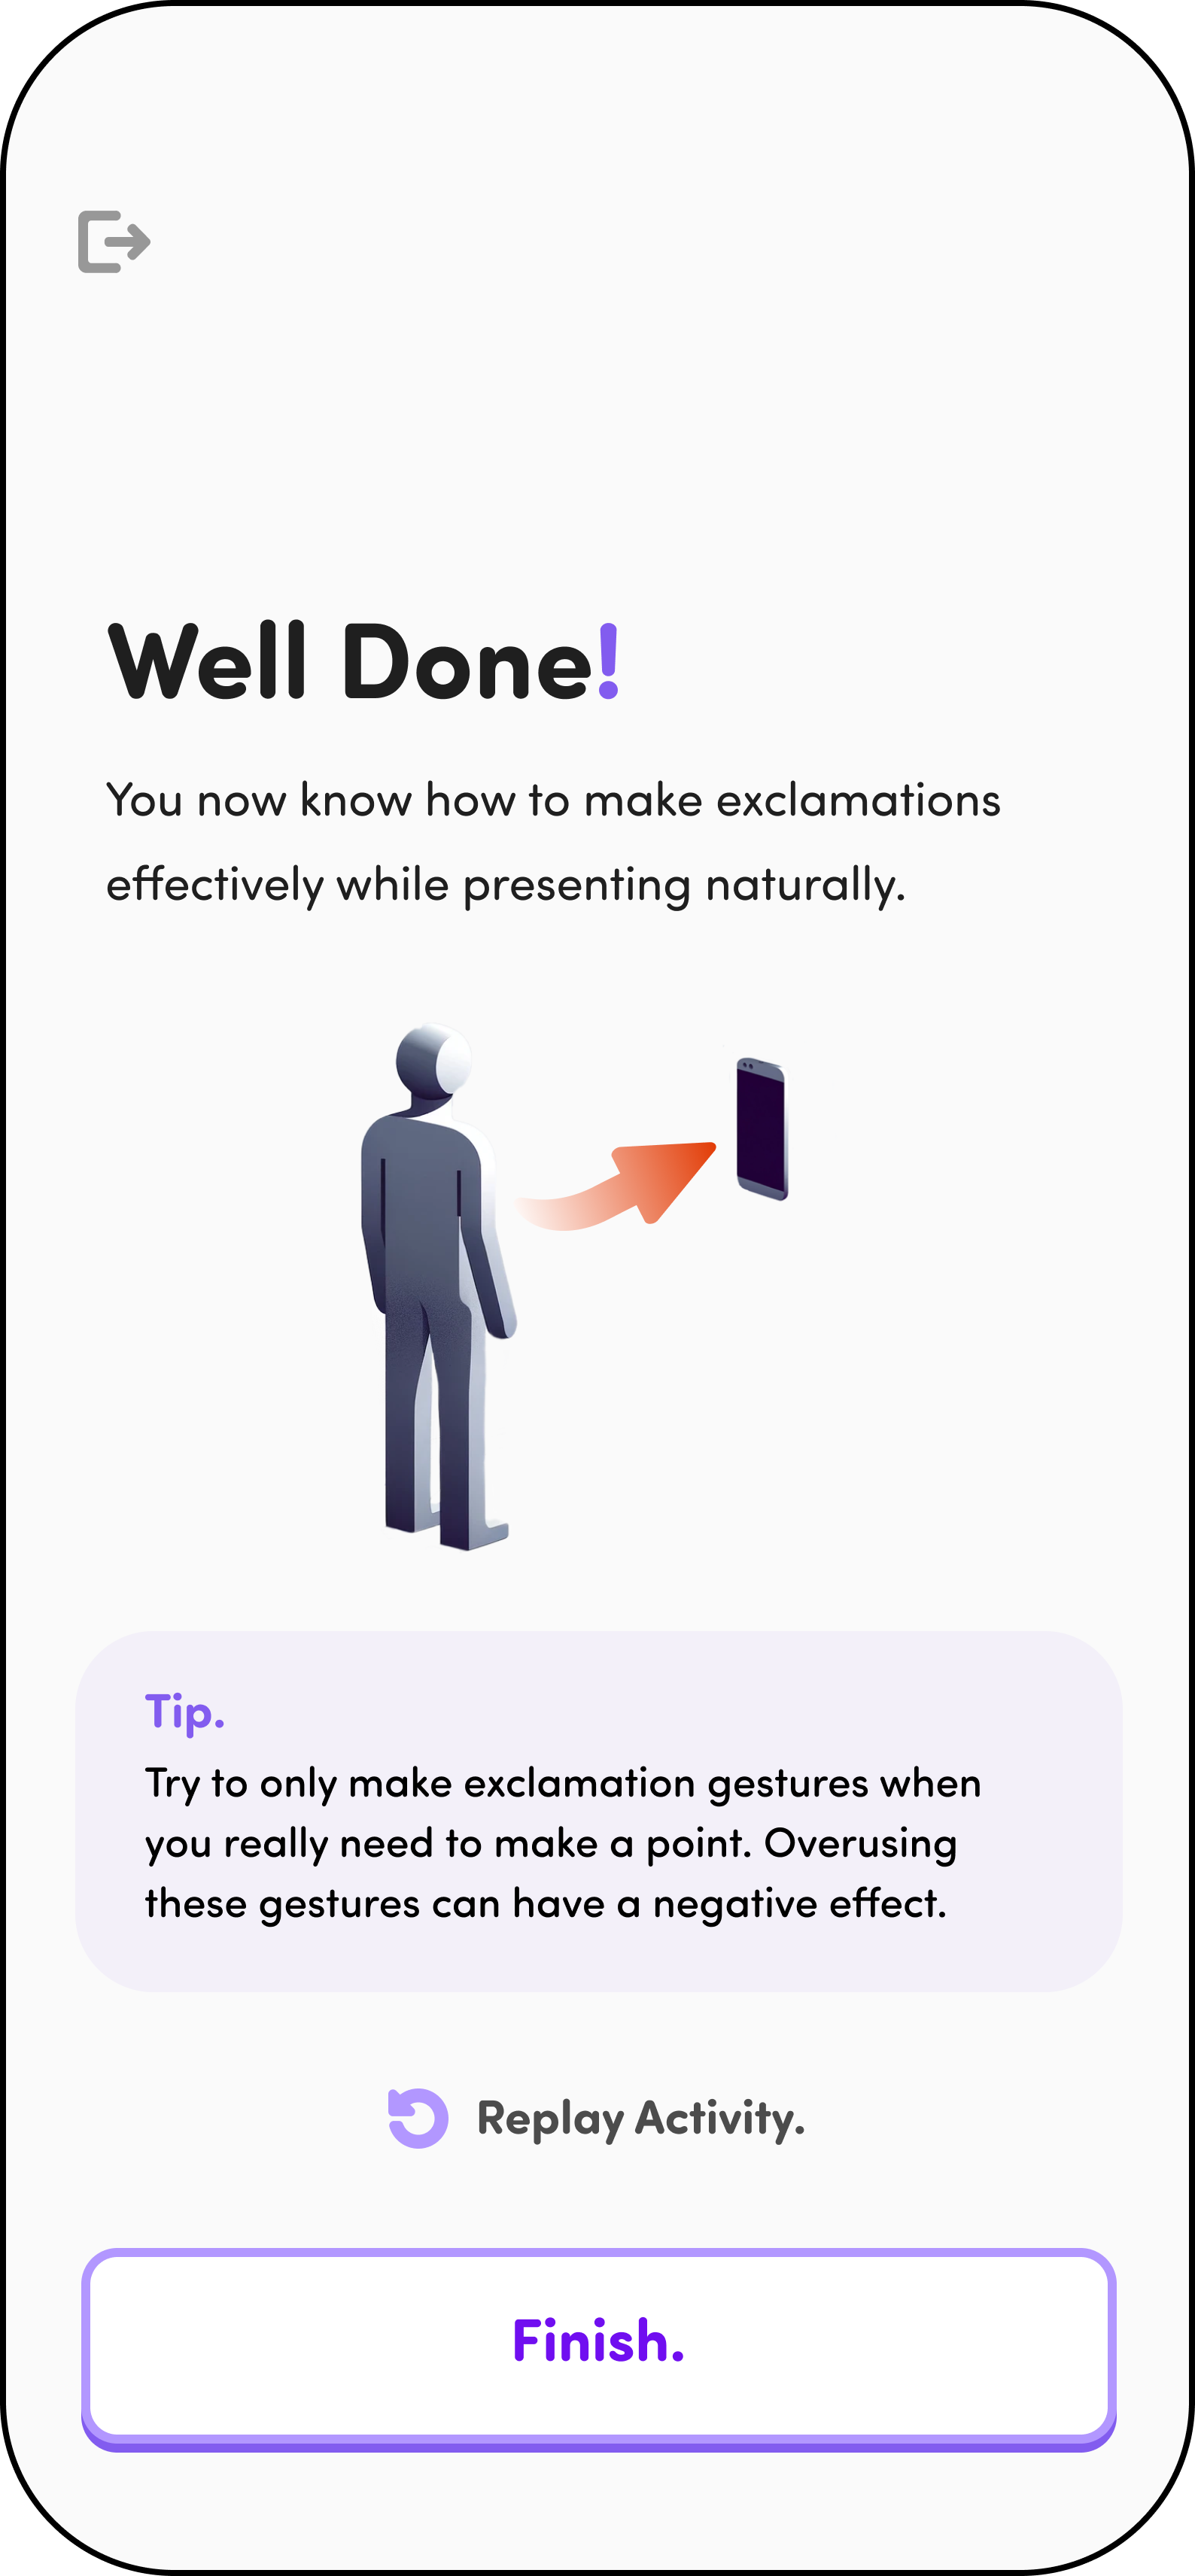 Well Done!
You now know how to make exclamations
effectively while presenting naturally.
Tip.
Try to only make exclamation gestures when
you really need to make a point. Overusing
these gestures can have a negative effect.
Replay Activity.
Finish.